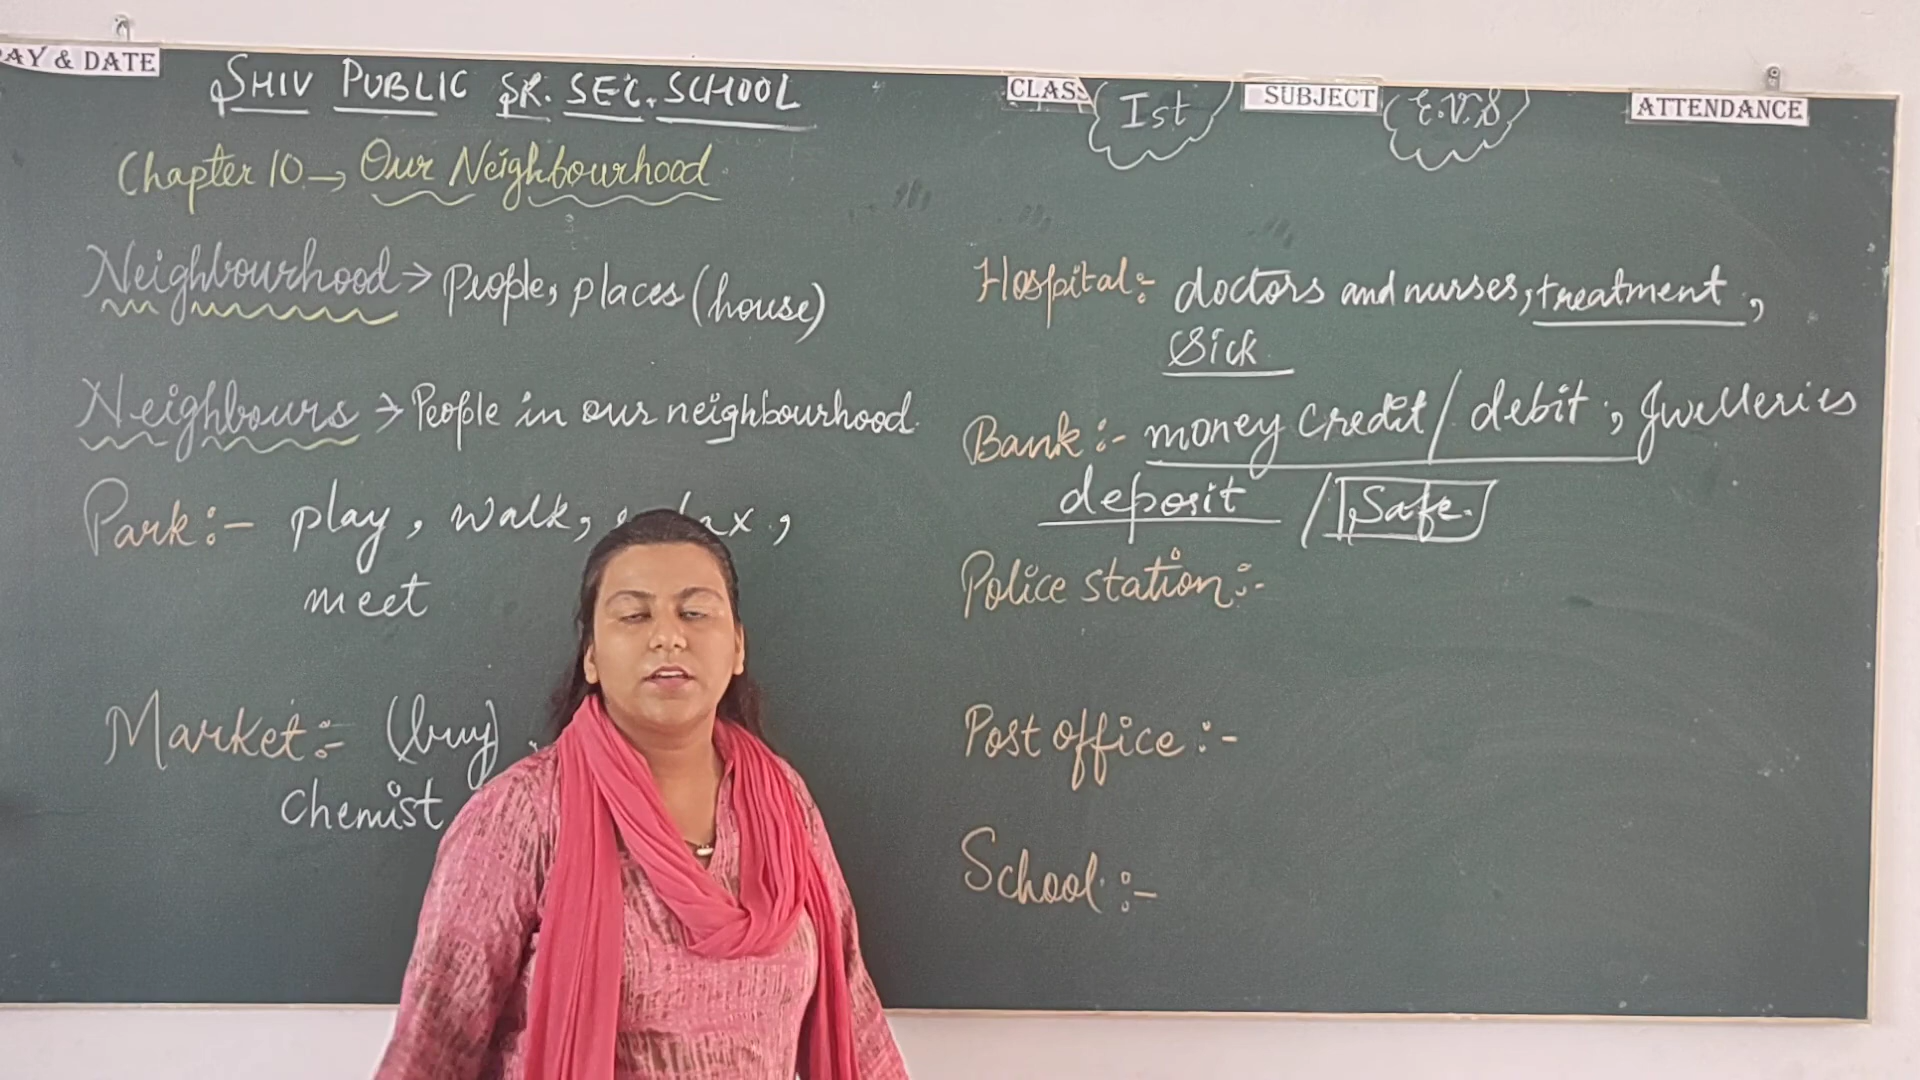 DAY & DATE
SHIV PUBLIC SR. SEC. SCHOOL
CLASS Ist SUBJECT E.V.S ATTENDANCE
Chapter 10 → Our Neighbourhood
Neighbourhood → People, places (house)
Neighbours → People in our neighbourhood.
Park :- play, walk, ,
meet
Market :- (buy)
Chemist
Hospital :- doctors and nurses, treatment,
Sick
Bank :- money credit / debit, Jwelleries
deposit / Safe.
Police station :-
Post office :-
School :-